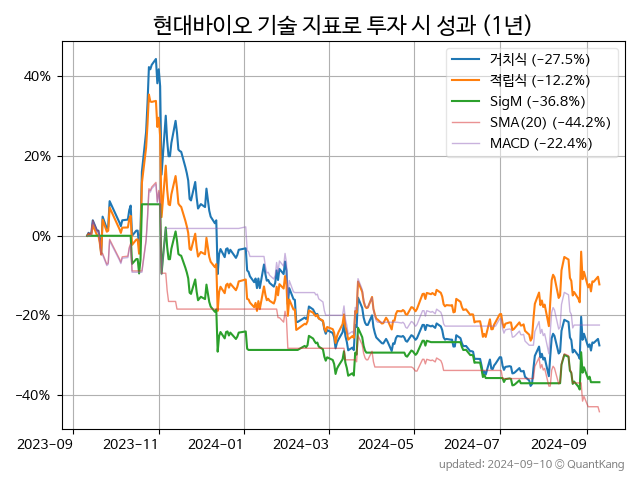 현대바이오 기술 지표로 투자 시 성과 (1년)
거치식 (−27.5%)
적립식 (−12.2%)
SigM (−36.8%)
SMA(20) (−44.2%)
MACD (−22.4%)
40%
20%
0%
−20%
−40%
2023-09
2023-11
2024-01
2024-03
2024-05
2024-07
2024-09
updated: 2024-09-10 © QuantKang